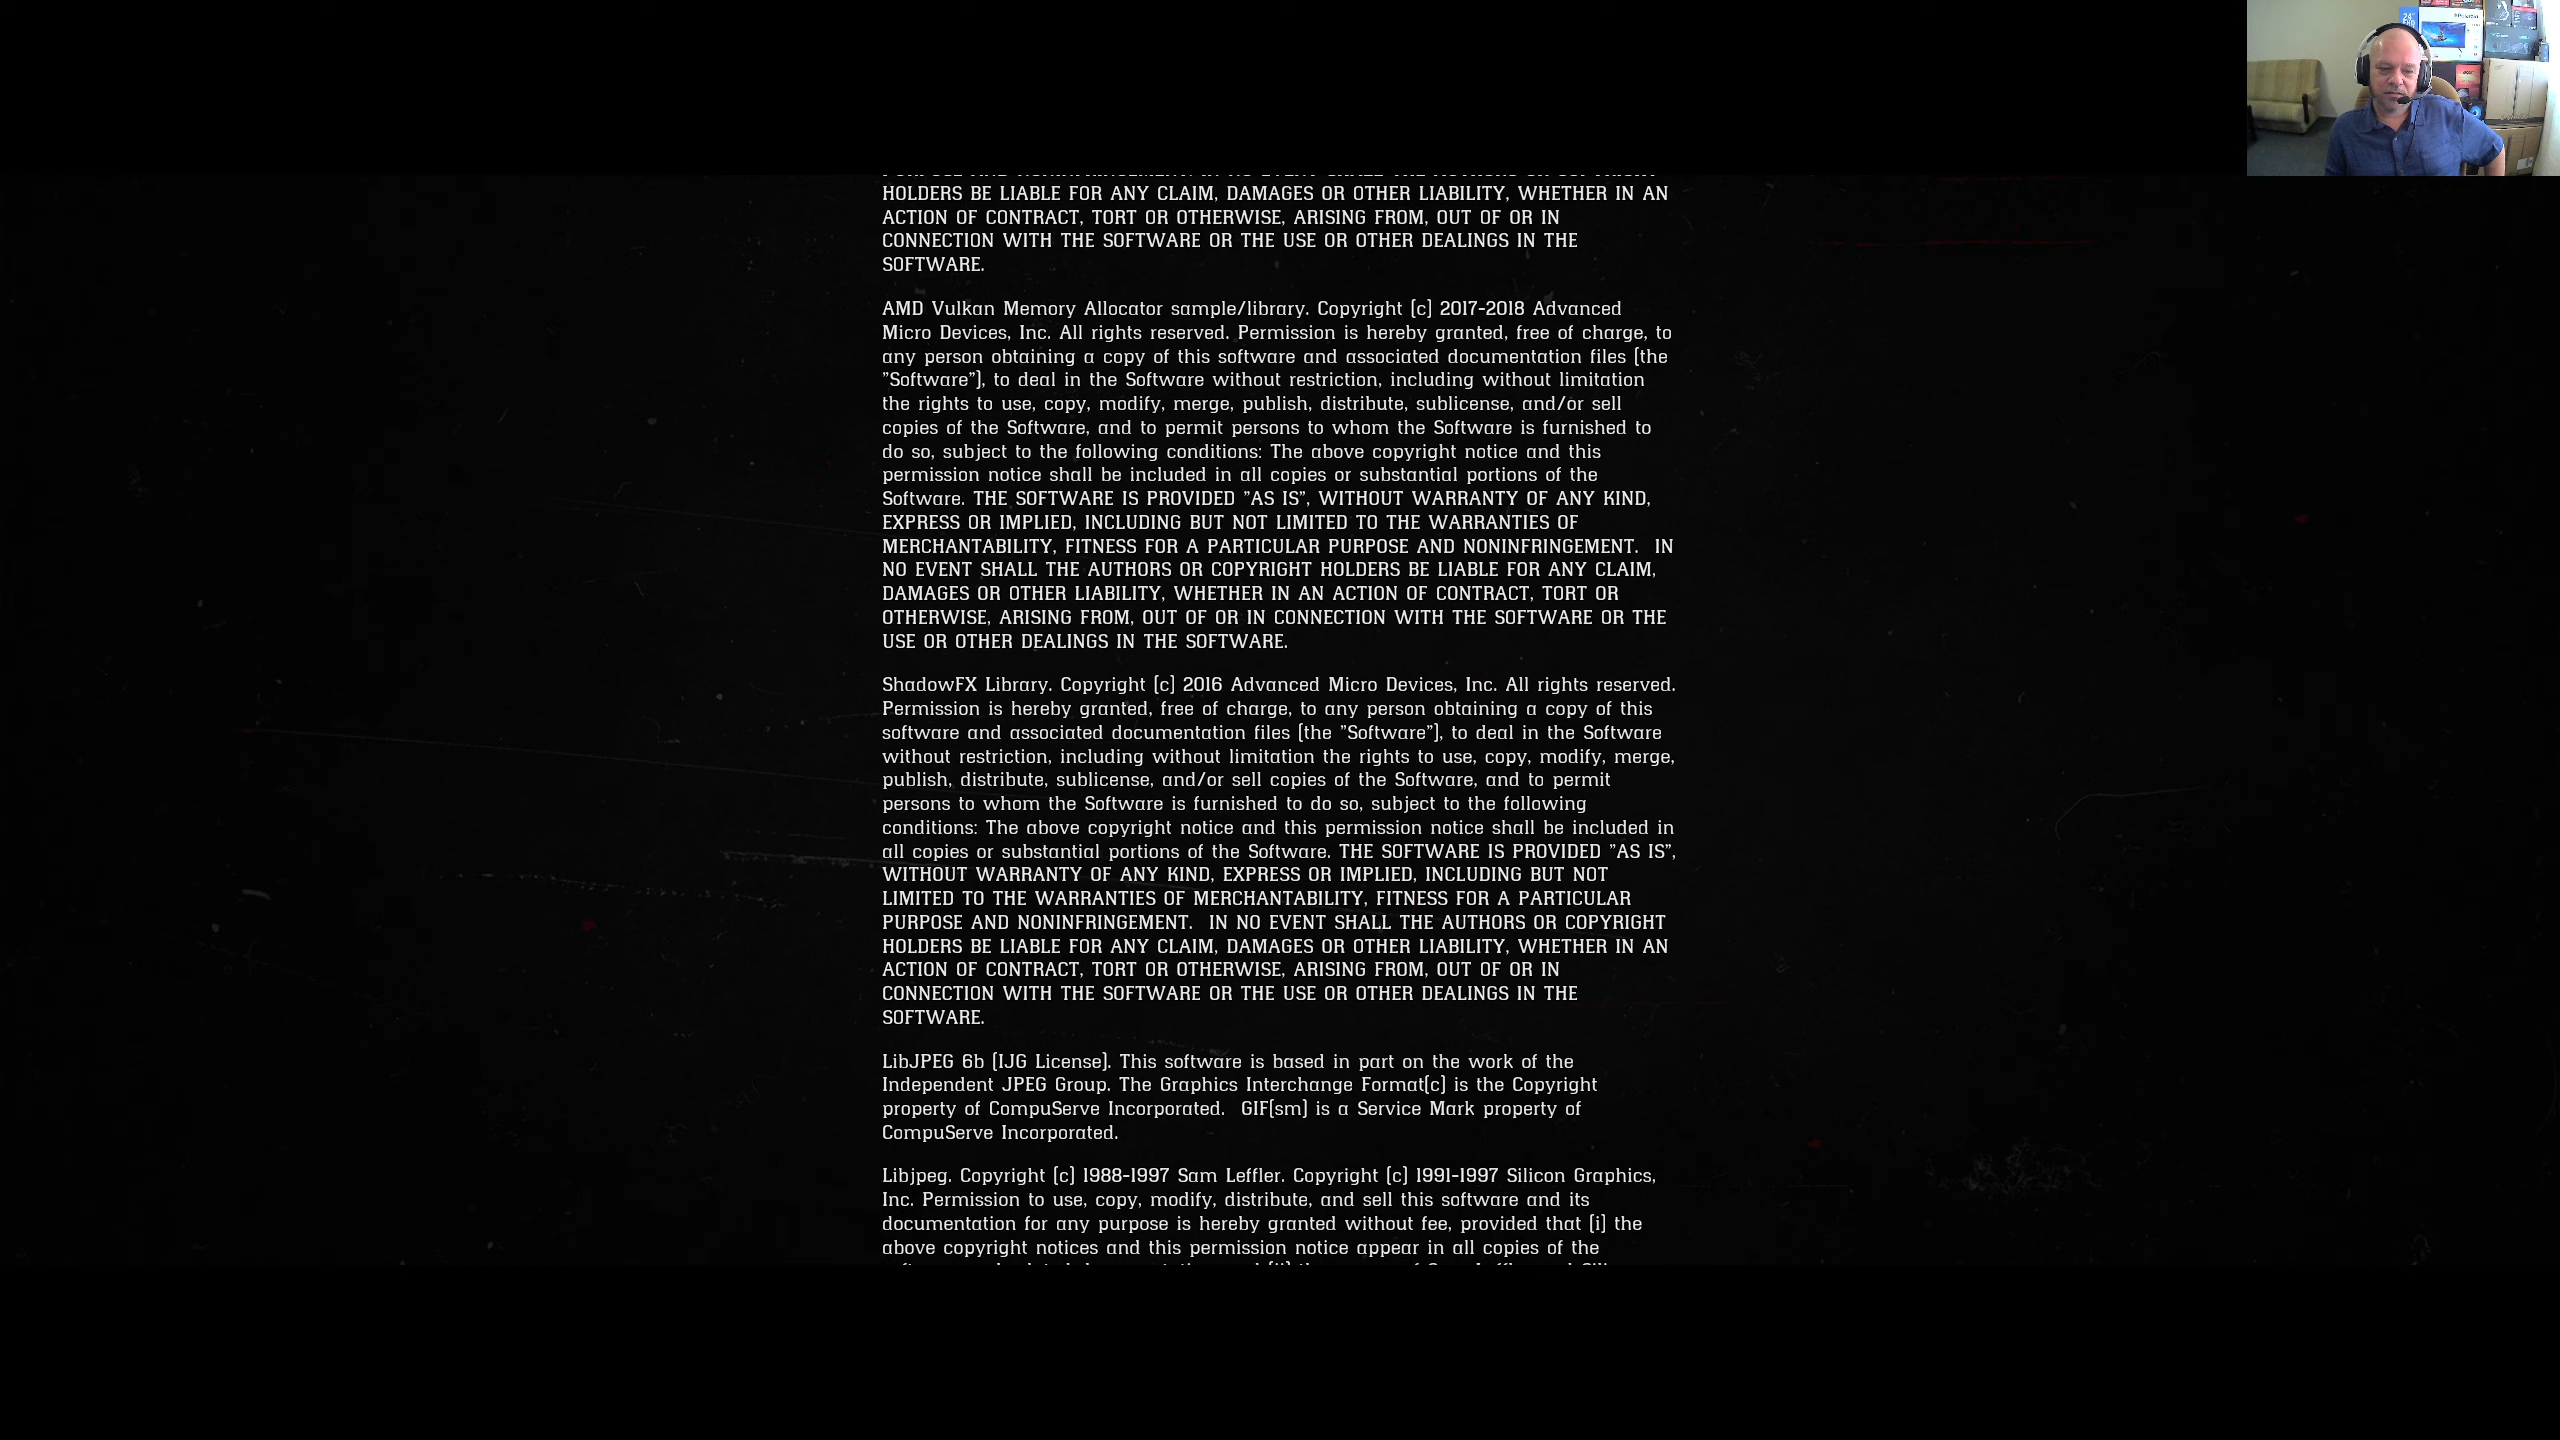 HOLDERS BE LIABLE FOR ANY CLAIM, DAMAGES OR OTHER LIABILITY, WHETHER IN AN
ACTION OF CONTRACT, TORT OR OTHERWISE, ARISING FROM, OUT OF OR IN
CONNECTION WITH THE SOFTWARE OR THE USE OR OTHER DEALINGS IN THE
SOFTWARE.
AMD Vulkan Memory Allocator sample/library. Copyright (c) 2017-2018 Advanced
Micro Devices, Inc. All rights reserved. Permission is hereby granted, free of charge, to
any person obtaining a copy of this software and associated documentation files (the
"Software"), to deal in the Software without restriction, including without limitation
the rights to use, copy, modify, merge, publish, distribute, sublicense, and/or sell
copies of the Software, and to permit persons to whom the Software is furnished to
do so, subject to the following conditions: The above copyright notice and this
permission notice shall be included in all copies or substantial portions of the
Software. THE SOFTWARE IS PROVIDED "AS IS", WITHOUT WARRANTY OF ANY KIND,
EXPRESS OR IMPLIED, INCLUDING BUT NOT LIMITED TO THE WARRANTIES OF
MERCHANTABILITY, FITNESS FOR A PARTICULAR PURPOSE AND NONINFRINGEMENT.  IN
NO EVENT SHALL THE AUTHORS OR COPYRIGHT HOLDERS BE LIABLE FOR ANY CLAIM,
DAMAGES OR OTHER LIABILITY, WHETHER IN AN ACTION OF CONTRACT, TORT OR
OTHERWISE, ARISING FROM, OUT OF OR IN CONNECTION WITH THE SOFTWARE OR THE
USE OR OTHER DEALINGS IN THE SOFTWARE.
ShadowFX Library. Copyright (c) 2016 Advanced Micro Devices, Inc. All rights reserved.
Permission is hereby granted, free of charge, to any person obtaining a copy of this
software and associated documentation files (the "Software"), to deal in the Software
without restriction, including without limitation the rights to use, copy, modify, merge,
publish, distribute, sublicense, and/or sell copies of the Software, and to permit
persons to whom the Software is furnished to do so, subject to the following
conditions: The above copyright notice and this permission notice shall be included in
all copies or substantial portions of the Software. THE SOFTWARE IS PROVIDED "AS IS",
WITHOUT WARRANTY OF ANY KIND, EXPRESS OR IMPLIED, INCLUDING BUT NOT
LIMITED TO THE WARRANTIES OF MERCHANTABILITY, FITNESS FOR A PARTICULAR
PURPOSE AND NONINFRINGEMENT.  IN NO EVENT SHALL THE AUTHORS OR COPYRIGHT
HOLDERS BE LIABLE FOR ANY CLAIM, DAMAGES OR OTHER LIABILITY, WHETHER IN AN
ACTION OF CONTRACT, TORT OR OTHERWISE, ARISING FROM, OUT OF OR IN
CONNECTION WITH THE SOFTWARE OR THE USE OR OTHER DEALINGS IN THE
SOFTWARE.
LibJPEG 6b (IJG License). This software is based in part on the work of the
Independent JPEG Group. The Graphics Interchange Format(c) is the Copyright
property of CompuServe Incorporated.  GIF(sm) is a Service Mark property of
CompuServe Incorporated.
Libjpeg. Copyright (c) 1988-1997 Sam Leffler. Copyright (c) 1991-1997 Silicon Graphics,
Inc. Permission to use, copy, modify, distribute, and sell this software and its
documentation for any purpose is hereby granted without fee, provided that (i) the
above copyright notices and this permission notice appear in all copies of the